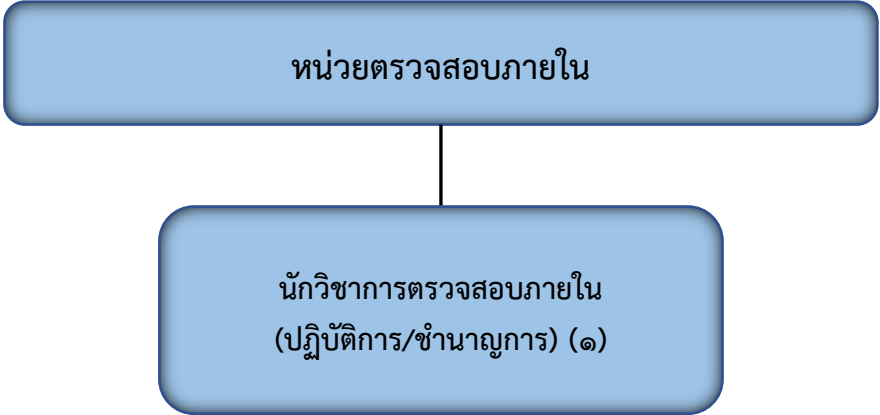 หน่วยตรวจสอบภายใน
นักวิชาการตรวจสอบภายใน
(ปฏิบัติการ/ชำนาญการ) (๑)